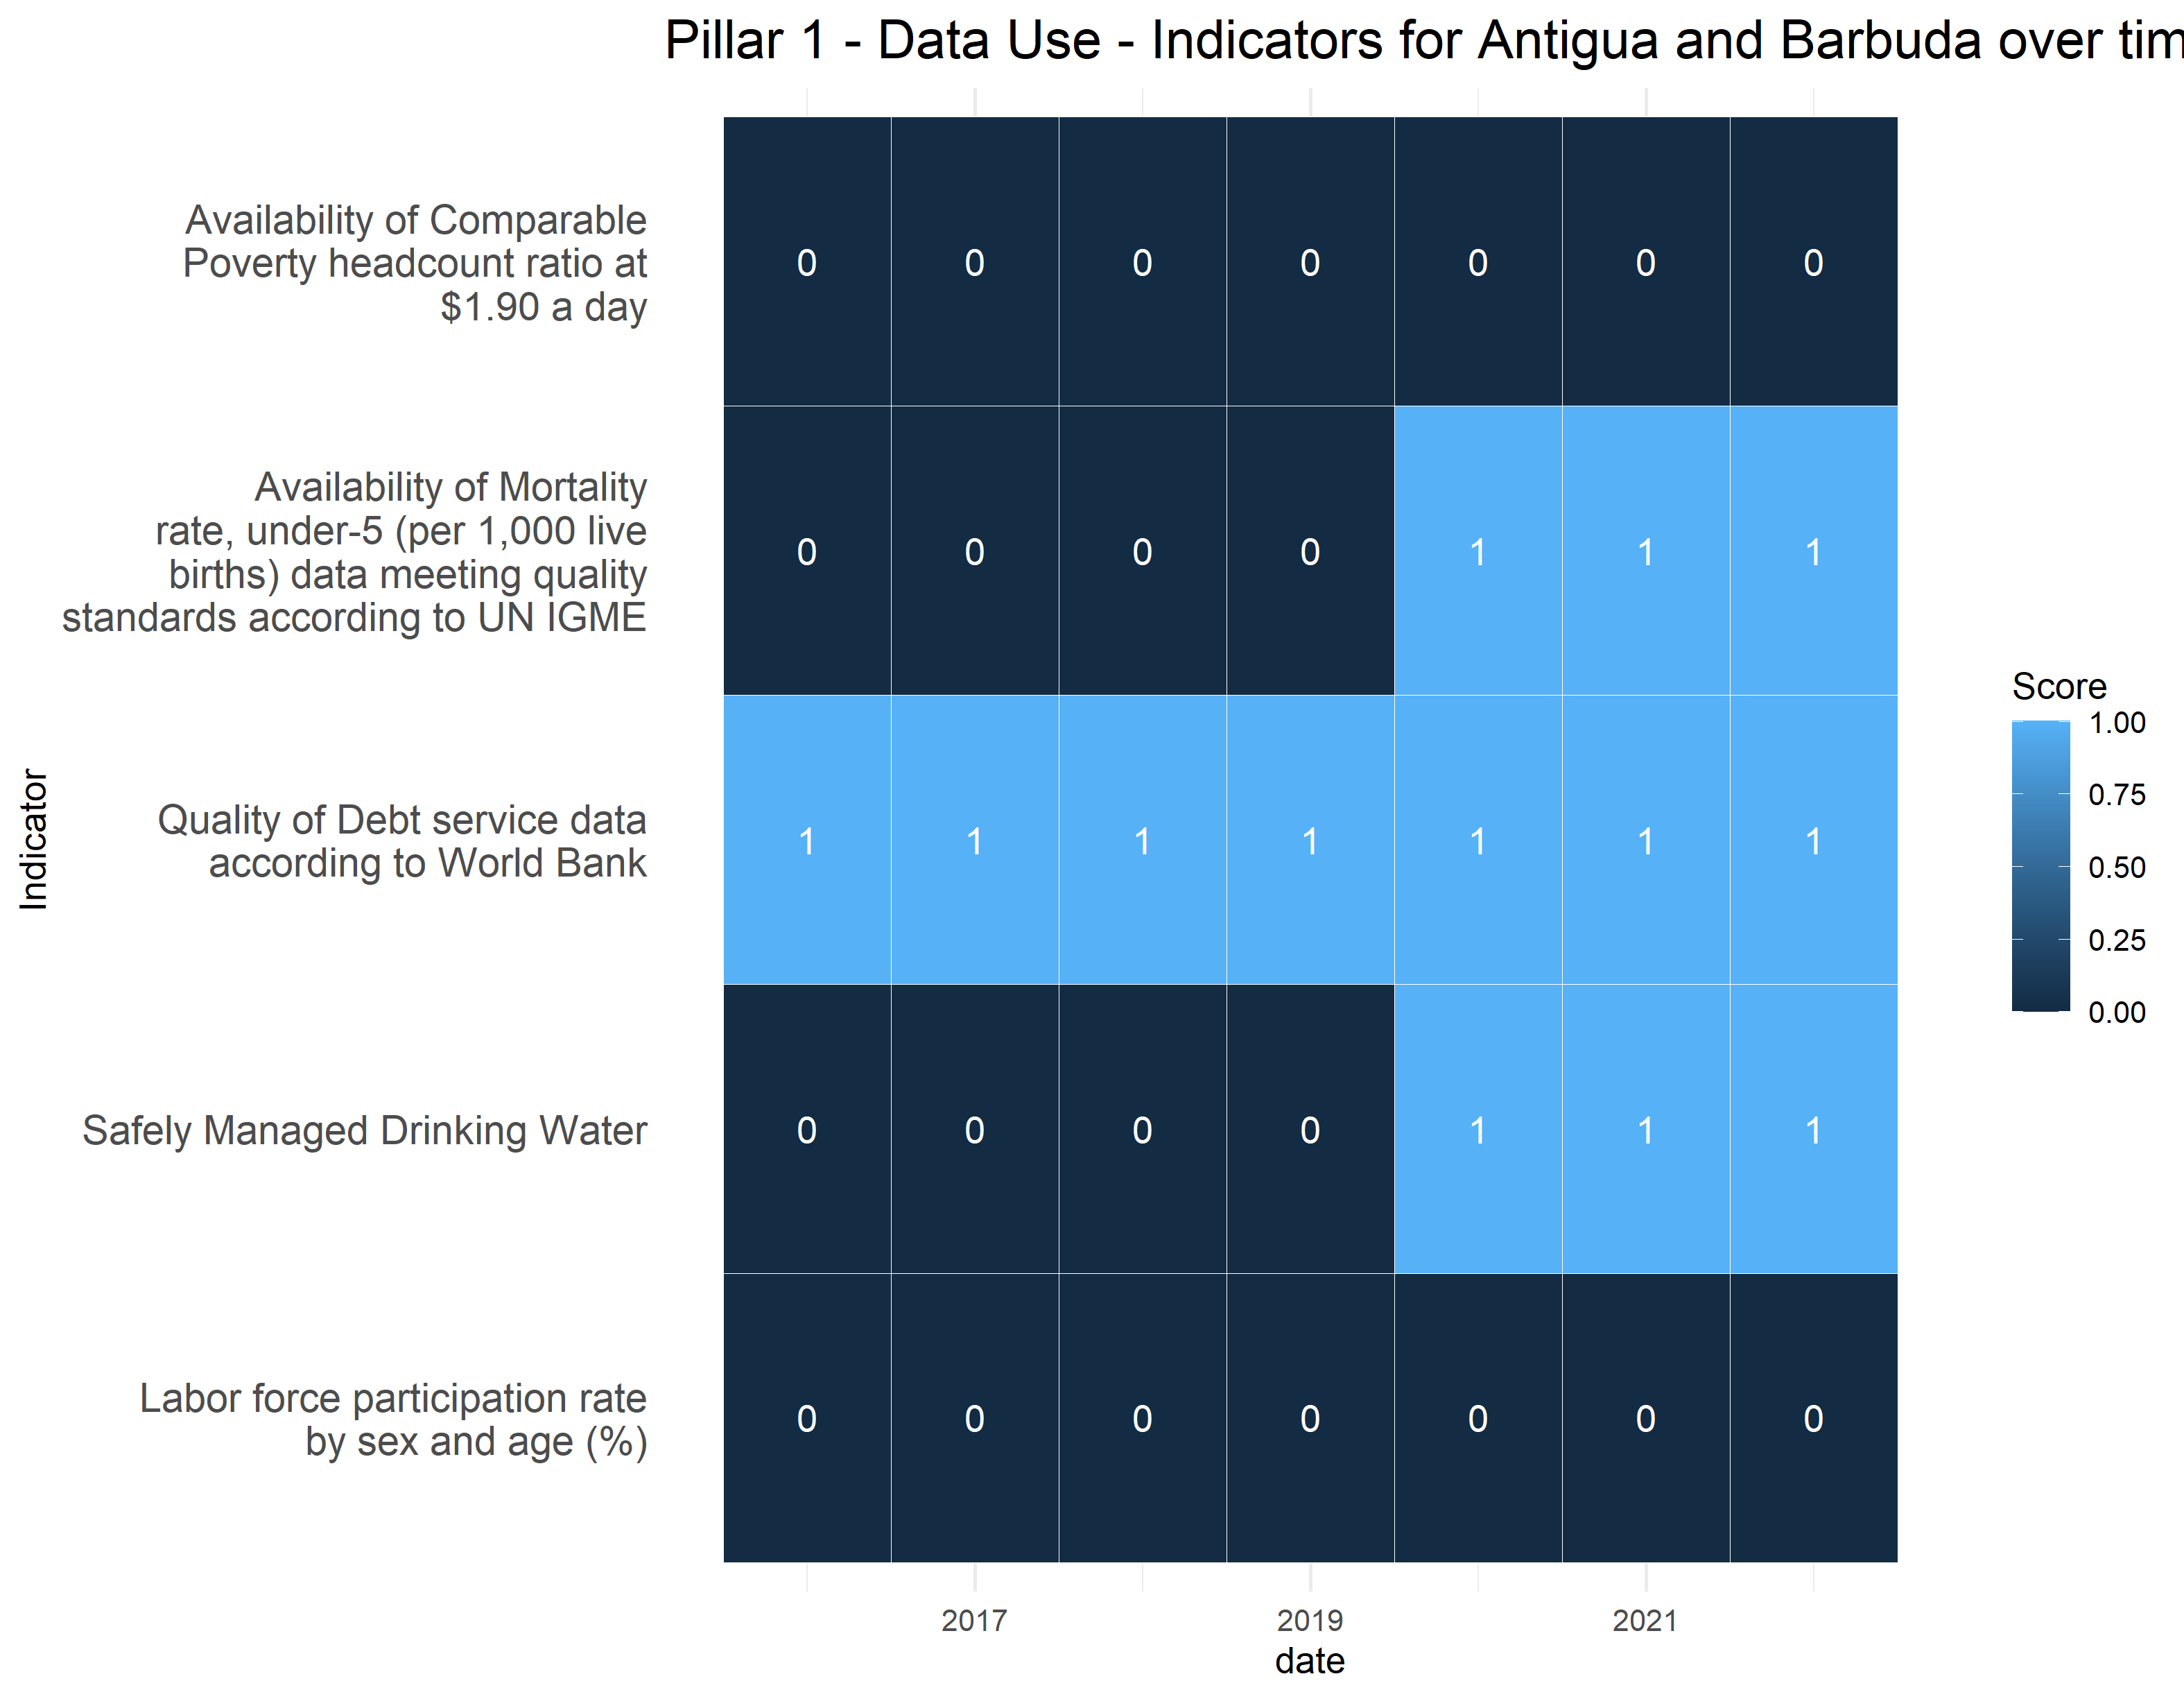 Pillar 1 - Data Use - Indicators for Antigua and Barbuda over tim
Availability of Comparable
Poverty headcount ratio at
$1.90 a day
0 0 0 0 0 0 0
Availability of Mortality
rate, under-5 (per 1,000 live
births) data meeting quality
standards according to UN IGME
0 0 0 0 1 1 1
Quality of Debt service data
according to World Bank
1 1 1 1 1 1 1
Safely Managed Drinking Water
0 0 0 0 1 1 1
Labor force participation rate
by sex and age (%)
0 0 0 0 0 0 0
Indicator
2017 2019 2021
date
Score
1.00
0.75
0.50
0.25
0.00